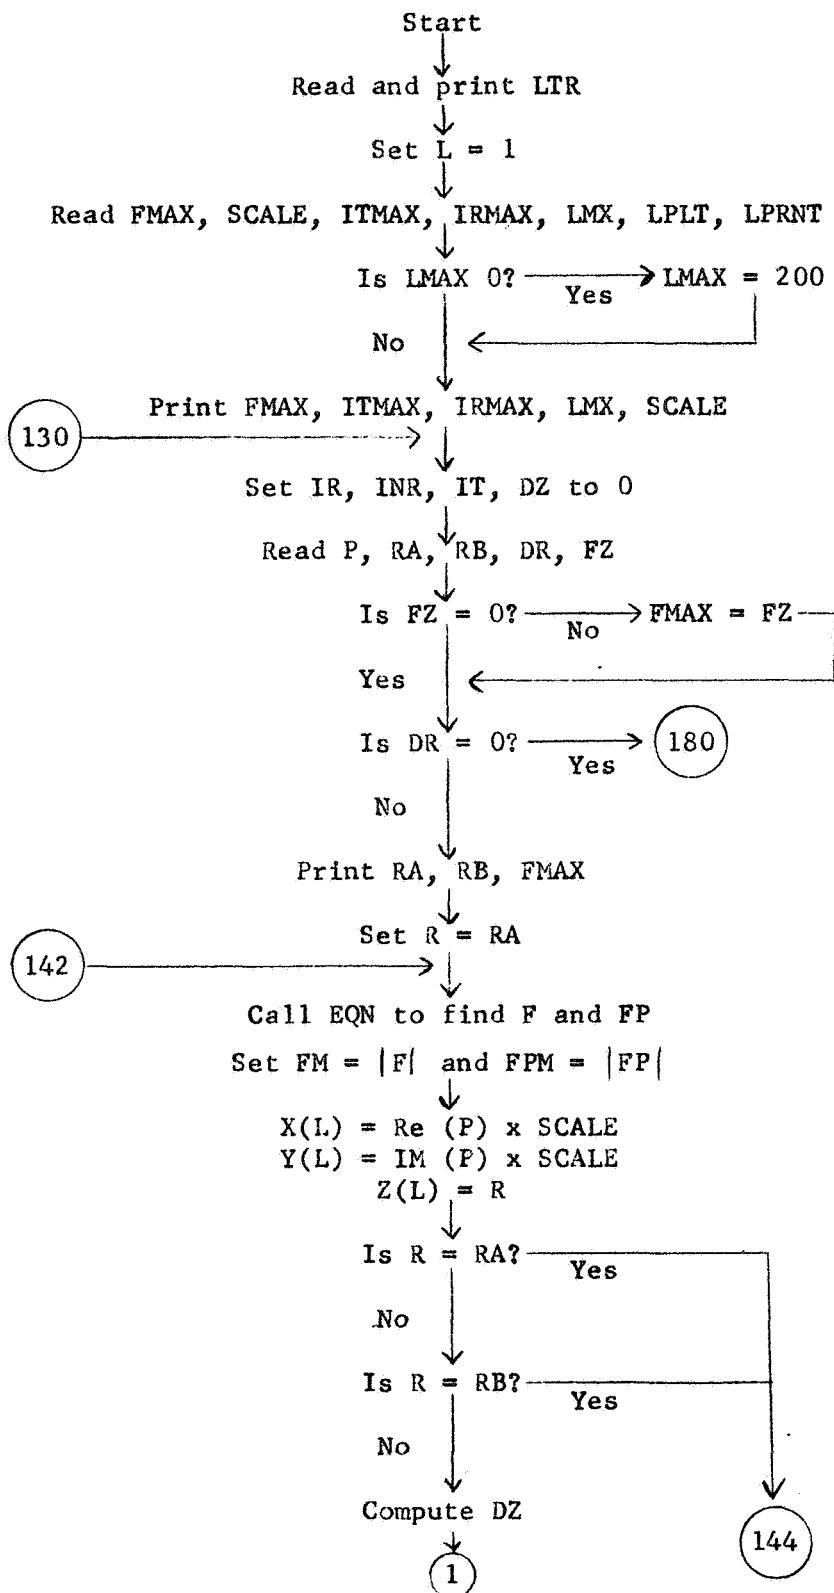 Start
Read and print LTR
Set L = 1
Read FMAX, SCALE, ITMAX, IRMAX, LMX, LPLT, LPRNT
Is LMAX 0? Yes LMAX = 200
No
Print FMAX, ITMAX, IRMAX, LMX, SCALE
130
Set IR, INR, IT, DZ to 0
Read P, RA, RB, DR, FZ
Is FZ = 0? No FMAX = FZ
Yes
Is DR = 0? Yes 180
No
Print RA, RB, FMAX
Set R = RA
142
Call EQN to find F and FP
Set FM = |F| and FPM = |FP|
X(L) = Re (P) x SCALE
Y(L) = IM (P) x SCALE
Z(L) = R
Is R = RA? Yes
No
Is R = RB? Yes
No
Compute DZ
144
1